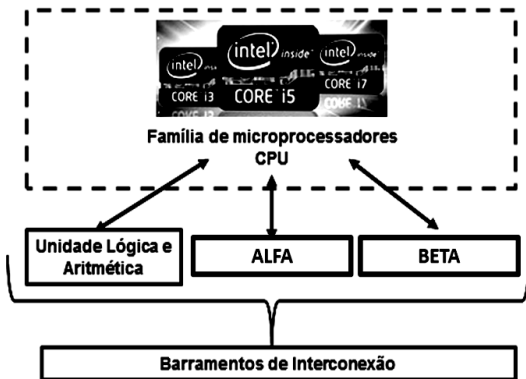 intel inside
intel inside
intel inside
CORE i3
CORE i5
CORE i7
Família de microprocessadores
CPU
Unidade Lógica e
Aritmética
ALFA
BETA
Barramentos de Interconexão